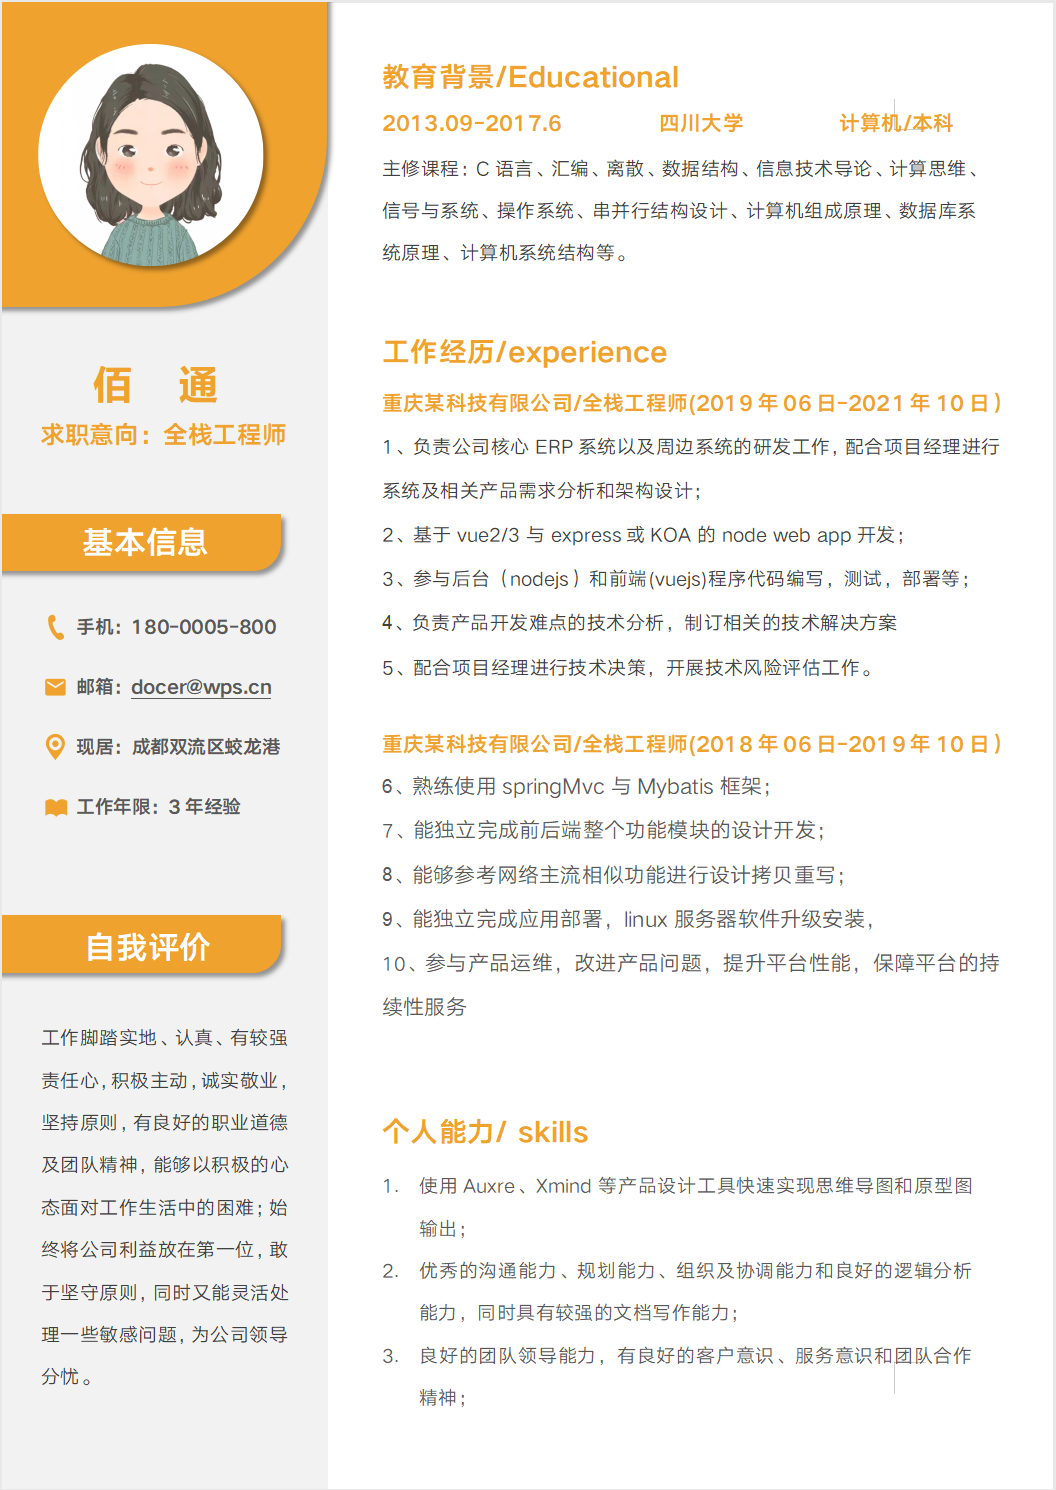 佰 通
求职意向：全栈工程师
基本信息
手机：180-0005-800
邮箱：docer@wps.cn
现居：成都双流区蛟龙港
工作年限：3 年经验
自我评价
工作脚踏实地、认真、有较强
责任心，积极主动，诚实敬业，
坚持原则，有良好的职业道德
及团队精神，能够以积极的心
态面对工作生活中的困难；始
终将公司利益放在第一位，敢
于坚守原则，同时又能灵活处
理一些敏感问题，为公司领导
分忧。
教育背景/Educational
2013.09-2017.6 四川大学 计算机/本科
主修课程：C 语言、汇编、离散、数据结构、信息技术导论、计算思维、
信号与系统、操作系统、串并行结构设计、计算机组成原理、数据库系
统原理、计算机系统结构等。
工作经历/experience
重庆某科技有限公司/全栈工程师(2019 年 06 日-2021 年 10 日）
1、负责公司核心 ERP 系统以及周边系统的研发工作，配合项目经理进行
系统及相关产品需求分析和架构设计；
2、基于 vue2/3 与 express 或 KOA 的 node web app 开发；
3、参与后台（nodejs）和前端(vuejs)程序代码编写，测试，部署等；
4、负责产品开发难点的技术分析，制订相关的技术解决方案
5、配合项目经理进行技术决策，开展技术风险评估工作。
重庆某科技有限公司/全栈工程师(2018 年 06 日-2019 年 10 日）
6、熟练使用 springMvc 与 Mybatis 框架；
7、能独立完成前后端整个功能模块的设计开发；
8、能够参考网络主流相似功能进行设计拷贝重写；
9、能独立完成应用部署，linux 服务器软件升级安装，
10、参与产品运维，改进产品问题，提升平台性能，保障平台的持
续性服务
个人能力/ skills
1. 使用 Auxre、Xmind 等产品设计工具快速实现思维导图和原型图
输出；
2. 优秀的沟通能力、规划能力、组织及协调能力和良好的逻辑分析
能力，同时具有较强的文档写作能力；
3. 良好的团队领导能力，有良好的客户意识、服务意识和团队合作
精神；